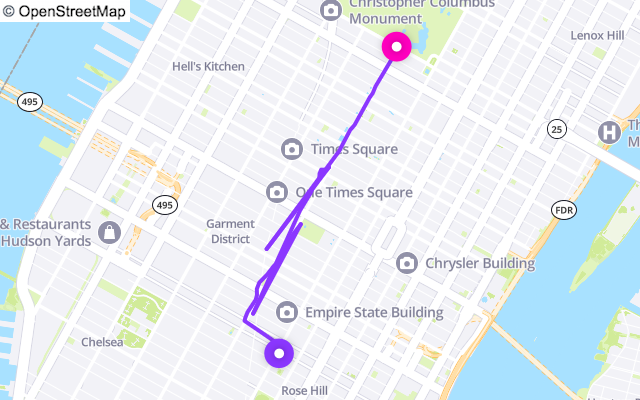 © OpenStreetMap
Christopher Columbus
Monument
Lenox Hill
Hell's Kitchen
495
25
Th
M
Times Square
One Times Square
495
FDR
Garment
District
& Restaurants
Hudson Yards
Chrysler Building
Empire State Building
Chelsea
Rose Hill